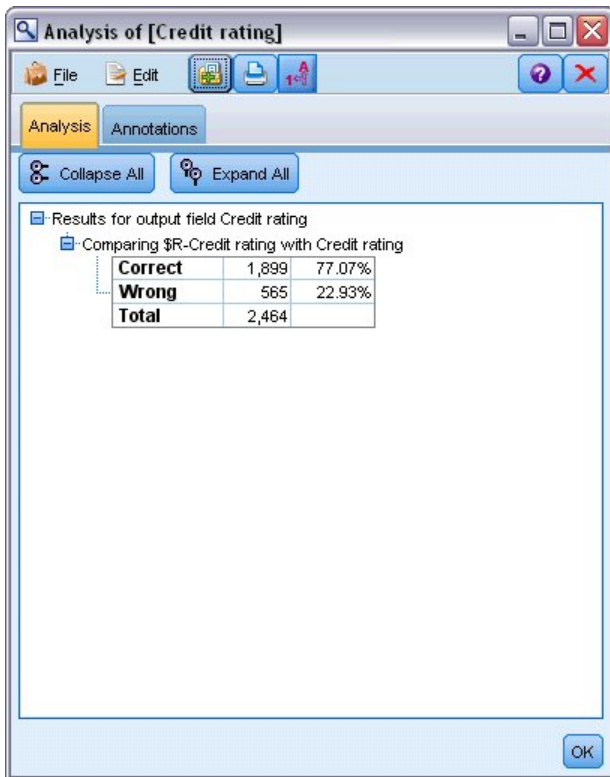 Analysis of [Credit rating]
File Edit
Analysis Annotations
Collapse All Expand All
Results for output field Credit rating
Comparing $R-Credit rating with Credit rating
Correct 1,899 77.07%
Wrong 565 22.93%
Total 2,464
OK